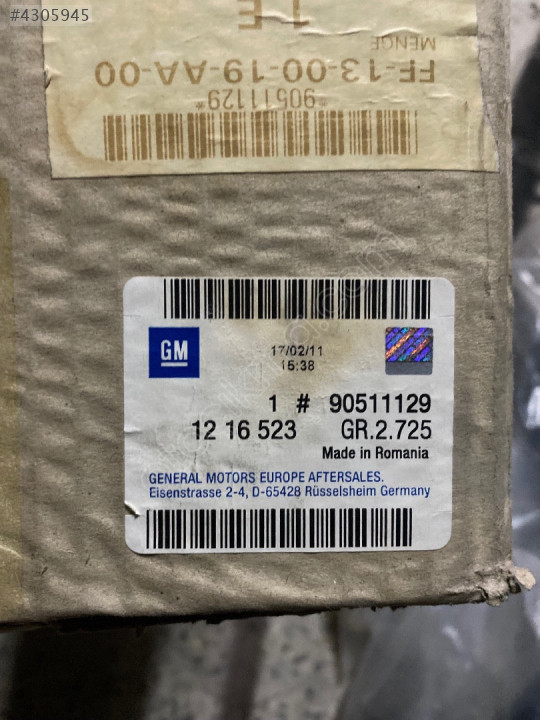 #4305945
1 E
MENGE
FF-13-00-19-AA-00
*90511129*
GM
17/02/11
15:38
1 # 90511129
12 16 523 GR.2.725
Made in Romania
GENERAL MOTORS EUROPE AFTERSALES.
Eisenstrasse 2-4, D-65428 Rüsselsheim Germany